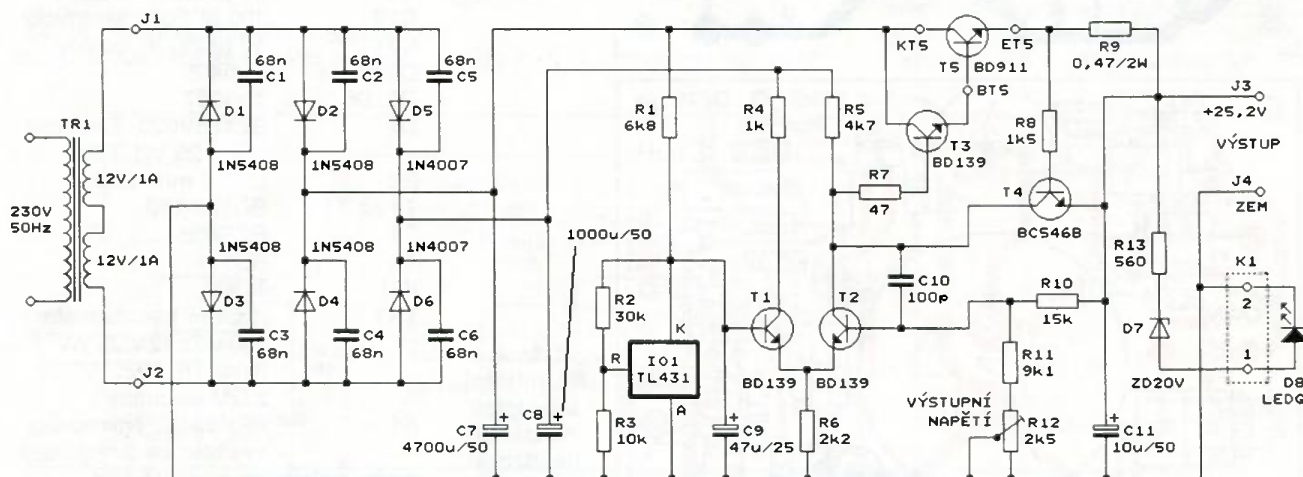 J1
68n
C1
68n
C2
68n
C5
D1
D2
D5
1N5408
1N5408
1N4007
TR1
12V/1A
230V
50Hz
12V/1A
1N5408
1N5408
1N4007
D3
D4
D6
C3
68n
C4
68n
C6
68n
J2
1000u/50
C7
4700u/50
C8
R1
6k8
R2
30k
R
K
IO1
TL431
A
R3
10k
C9
47u/25
R4
1k
R5
4k7
T1
T2
BD139
BD139
R6
2k2
R7
47
KT5
ET5
T5
BD911
BT5
T3
BD139
R8
1k5
T4
BC546B
R9
0,47/2W
J3
+25,2V
VÝSTUP
J4
ZEM
C10
100p
R10
15k
R11
9k1
VÝSTUPNÍ
NAPĚTÍ
R12
2k5
C11
10u/50
R13
560
D7
ZD20V
K1
2
1
D8
LEDG